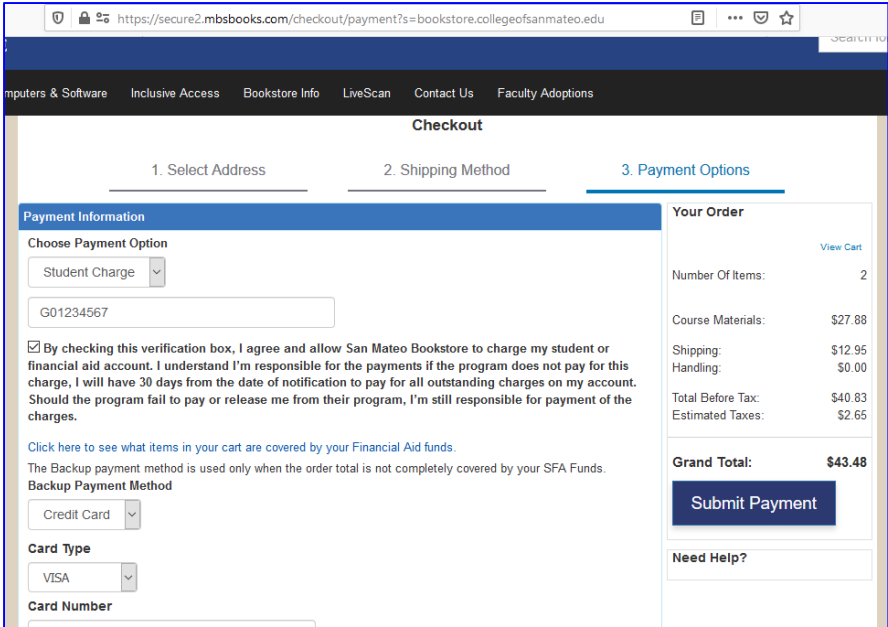 https://secure2.mbsbooks.com/checkout/payment?s=bookstore.collegeofsanmateo.edu
Search fo
mputers & Software Inclusive Access Bookstore Info LiveScan Contact Us Faculty Adoptions
Checkout
1. Select Address 2. Shipping Method 3. Payment Options
Payment Information
Choose Payment Option
Student Charge
G01234567
By checking this verification box, I agree and allow San Mateo Bookstore to charge my student or
financial aid account. I understand I'm responsible for the payments if the program does not pay for this
charge, I will have 30 days from the date of notification to pay for all outstanding charges on my account.
Should the program fail to pay or release me from their program, I'm still responsible for payment of the
charges.
Click here to see what items in your cart are covered by your Financial Aid funds.
The Backup payment method is used only when the order total is not completely covered by your SFA Funds.
Backup Payment Method
Credit Card
Card Type
VISA
Card Number
Your Order
View Cart
Number Of Items: 2
Course Materials: $27.88
Shipping: $12.95
Handling: $0.00
Total Before Tax: $40.83
Estimated Taxes: $2.65
Grand Total: $43.48
Submit Payment
Need Help?